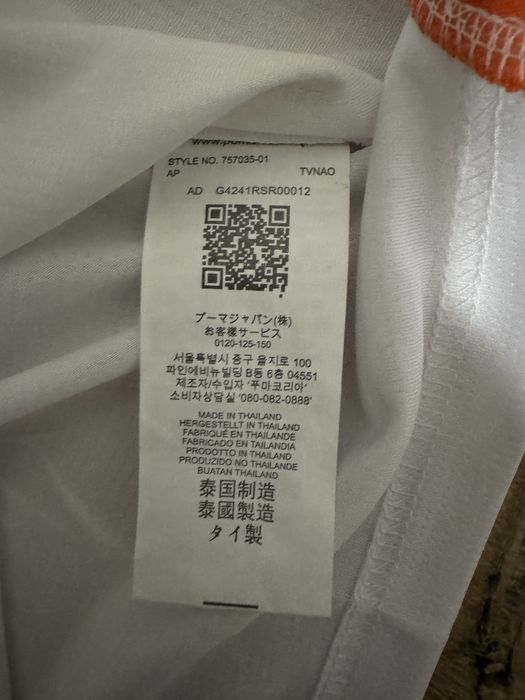 STYLE NO. 757035-01
AP TVNAO
AD G4241RSR00012
プーマジャパン(株)
お客様サービス
0120-125-150
서울특별시 중구 을지로 100
파인에비뉴빌딩 B동 6층 04551
제조자/수입자 '푸마코리아'
소비자상담실 '080-082-0888'
MADE IN THAILAND
HERGESTELLT IN THAILAND
FABRIQUÉ EN THAILANDE
FABRICADO EN TAILANDIA
PRODOTTO IN THAILAND
PRODUZIDO NO THAILANDE
BUATAN THAILAND
泰国制造
泰國製造
タイ製